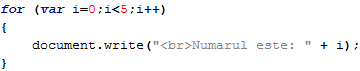 for (var i=0;i<5;i++)
{
    document.write("<br>Numarul este: " + i);
}